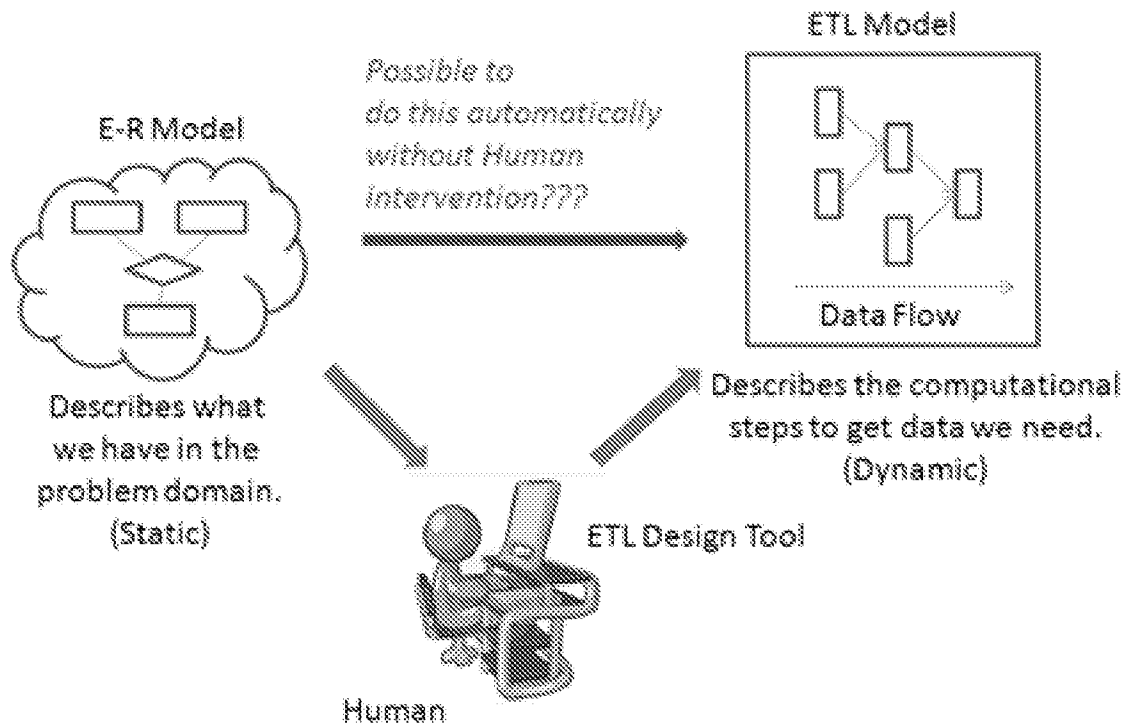 E-R Model
Describes what
we have in the
problem domain.
(Static)
Possible to
do this automatically
without Human
intervention???
ETL Model
Data Flow
Describes the computational
steps to get data we need.
(Dynamic)
ETL Design Tool
Human